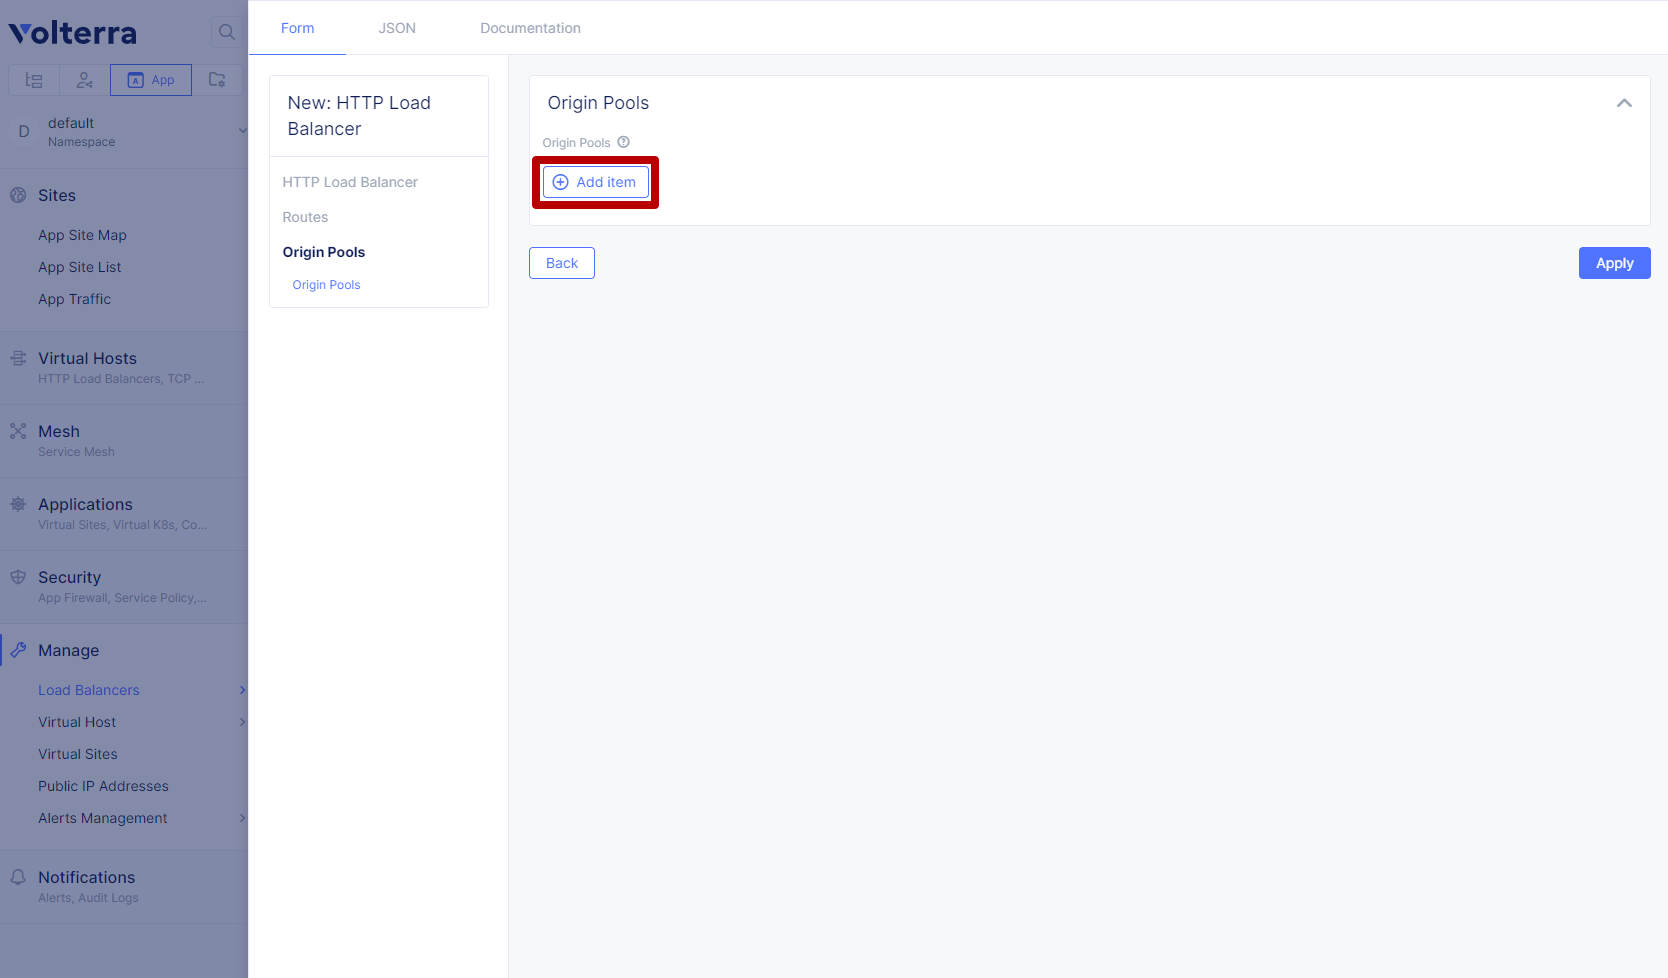 Volterra
App
D
default
Namespace
Sites
App Site Map
App Site List
App Traffic
Virtual Hosts
HTTP Load Balancers, TCP ...
Mesh
Service Mesh
Applications
Virtual Sites, Virtual K8s, Co...
Security
App Firewall, Service Policy,...
Manage
Load Balancers
Virtual Host
Virtual Sites
Public IP Addresses
Alerts Management
Notifications
Alerts, Audit Logs
Form
JSON
Documentation
New: HTTP Load
Balancer
HTTP Load Balancer
Routes
Origin Pools
Origin Pools
Origin Pools
Origin Pools
Add item
Back
Apply